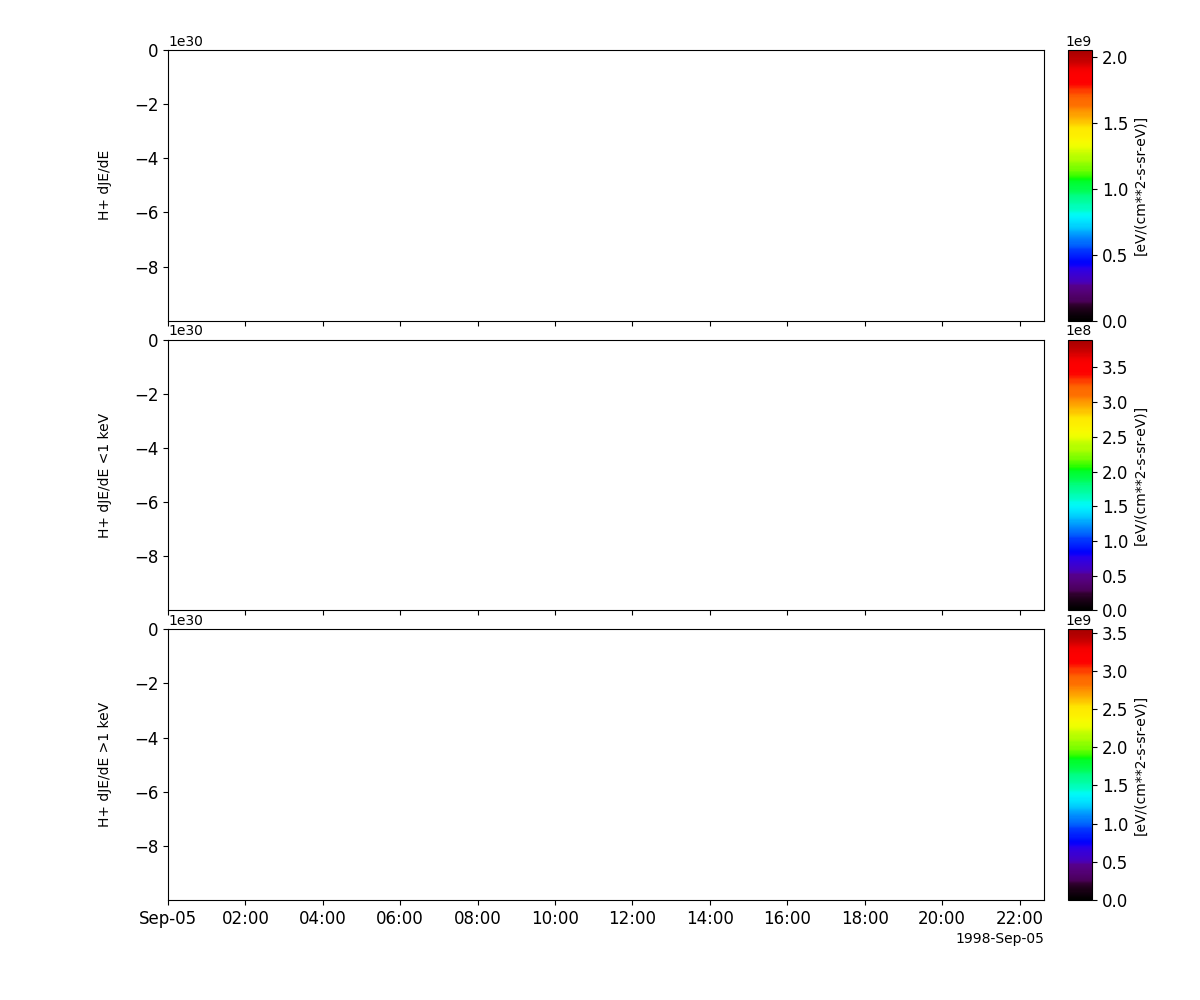 1e30
0
−2
−4
−6
−8
H+ dJE/dE
1e9
2.0
1.5
1.0
0.5
0.0
[eV/(cm**2-s-sr-eV)]
1e30
0
−2
−4
−6
−8
H+ dJE/dE <1 keV
1e8
3.5
3.0
2.5
2.0
1.5
1.0
0.5
0.0
[eV/(cm**2-s-sr-eV)]
1e30
0
−2
−4
−6
−8
H+ dJE/dE >1 keV
1e9
3.5
3.0
2.5
2.0
1.5
1.0
0.5
0.0
[eV/(cm**2-s-sr-eV)]
Sep-05 02:00 04:00 06:00 08:00 10:00 12:00 14:00 16:00 18:00 20:00 22:00
1998-Sep-05